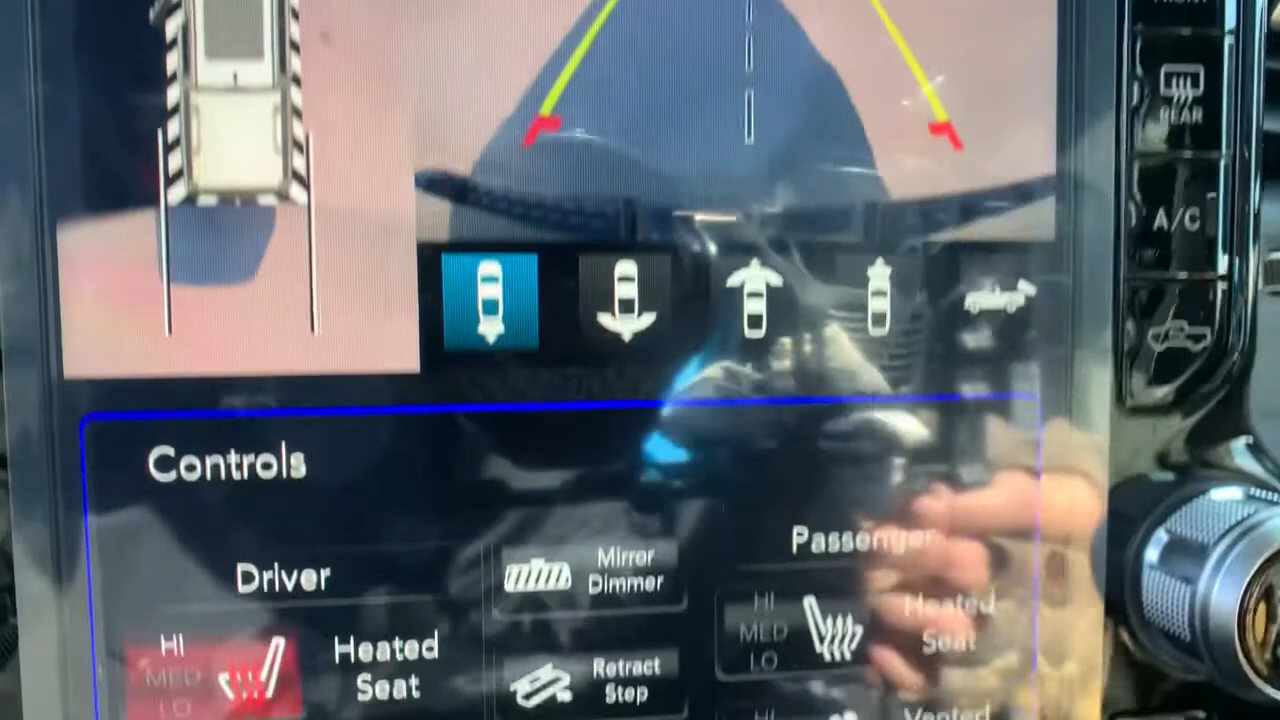 REAR
A/C
Controls
Driver
HI
MED
LO
Heated
Seat
Mirror
Dimmer
Retract
Step
Passenger
HI
MED
LO
Heated
Seat
HI
Vented